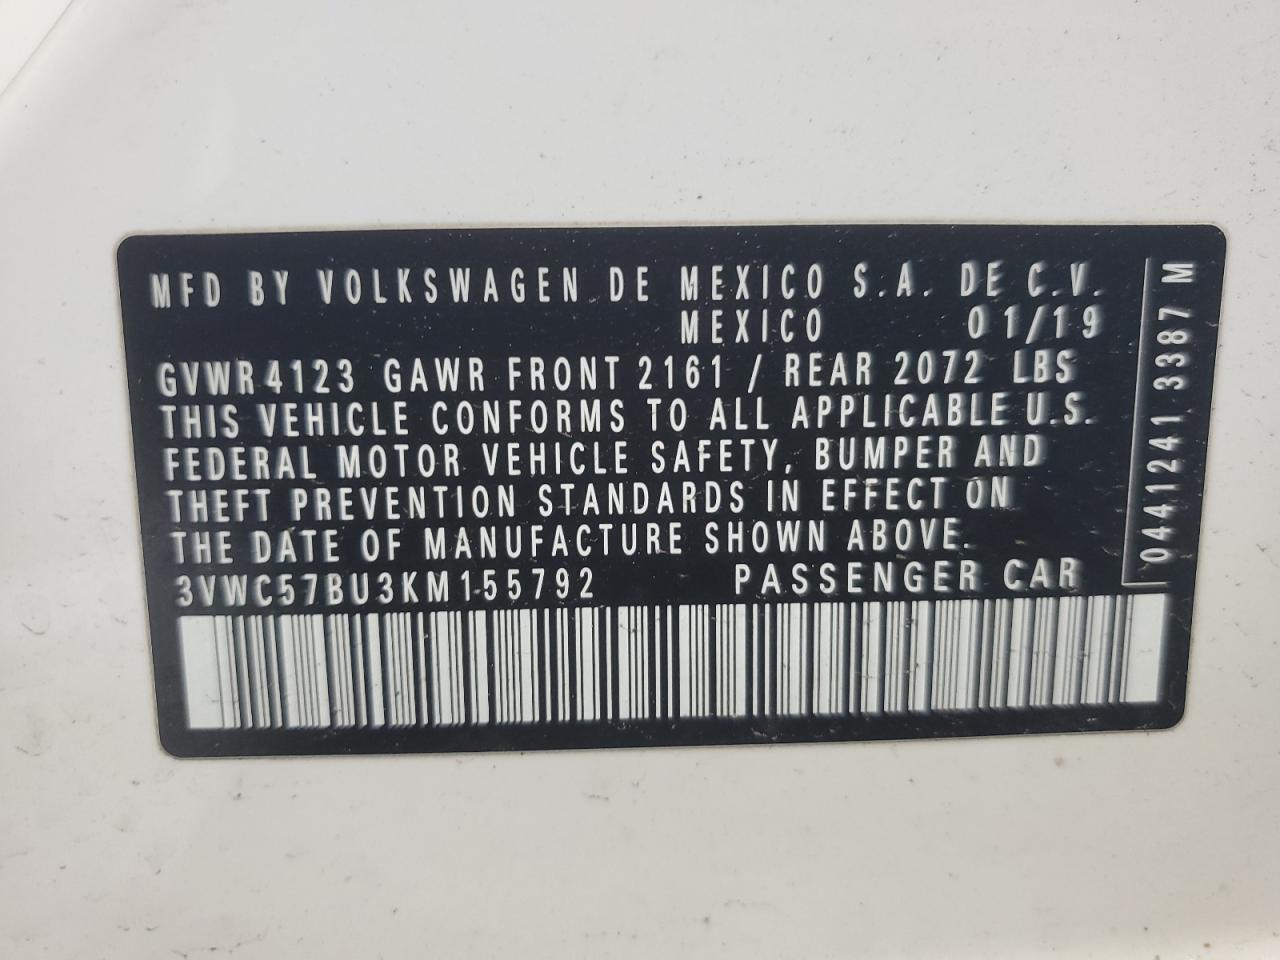 MFD BY VOLKSWAGEN DE MEXICO S.A. DE C.V.
MEXICO 01/19
GVWR 4123 GAWR FRONT 2161 / REAR 2072 LBS
THIS VEHICLE CONFORMS TO ALL APPLICABLE U.S.
FEDERAL MOTOR VEHICLE SAFETY, BUMPER AND
THEFT PREVENTION STANDARDS IN EFFECT ON
THE DATE OF MANUFACTURE SHOWN ABOVE.
3VWC57BU3KM155792 PASSENGER CAR
0441241 3387 M